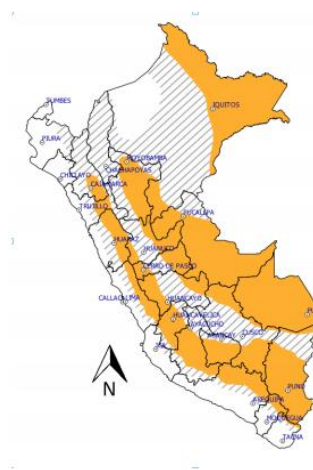 TUMBES
PIURA
IQUITOS
MOYOBAMBA
CHACHAPOYAS
CHICLAYO
CAJAMARCA
TRUJILLO
PUCALLPA
HUARAZ
HUANUCO
CERRO DE PASCO
CALLAO LIMA
HUANCAYO
HUANCAVELICA
AYACUCHO
ABANCAY
CUSCO
ICA
PUNO
AREQUIPA
MOQUEGUA
TACNA
N